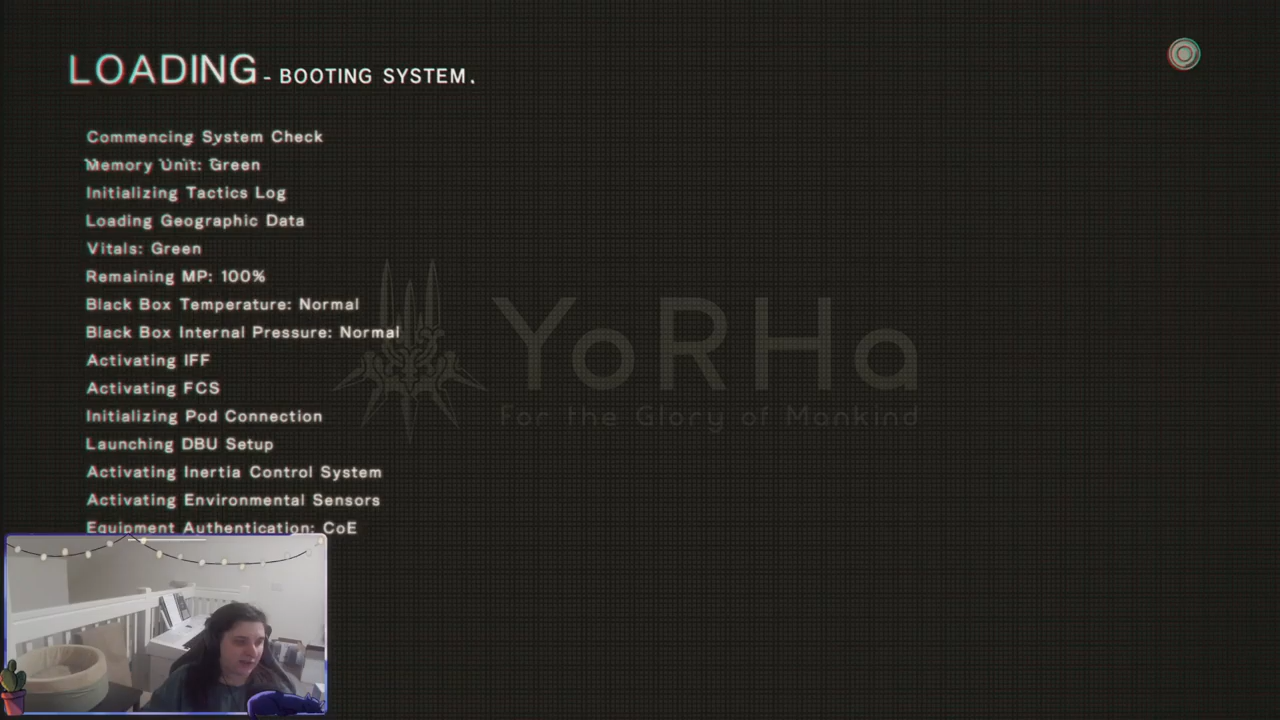 LOADING - BOOTING SYSTEM.
Commencing System Check
Memory Unit: Green
Initializing Tactics Log
Loading Geographic Data
Vitals: Green
Remaining MP: 100%
Black Box Temperature: Normal
Black Box Internal Pressure: Normal
Activating IFF
Activating FCS
Initializing Pod Connection
Launching DBU Setup
Activating Inertia Control System
Activating Environmental Sensors
Equipment Authentication: CoE
YoRHa
For the Glory of Mankind